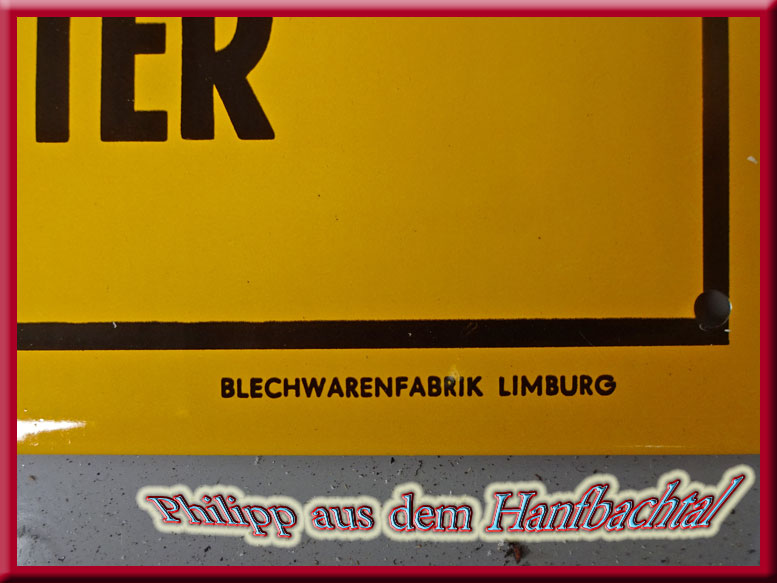 TER
BLECHWARENFABRIK LIMBURG
Philipp aus dem Hanfbachtal